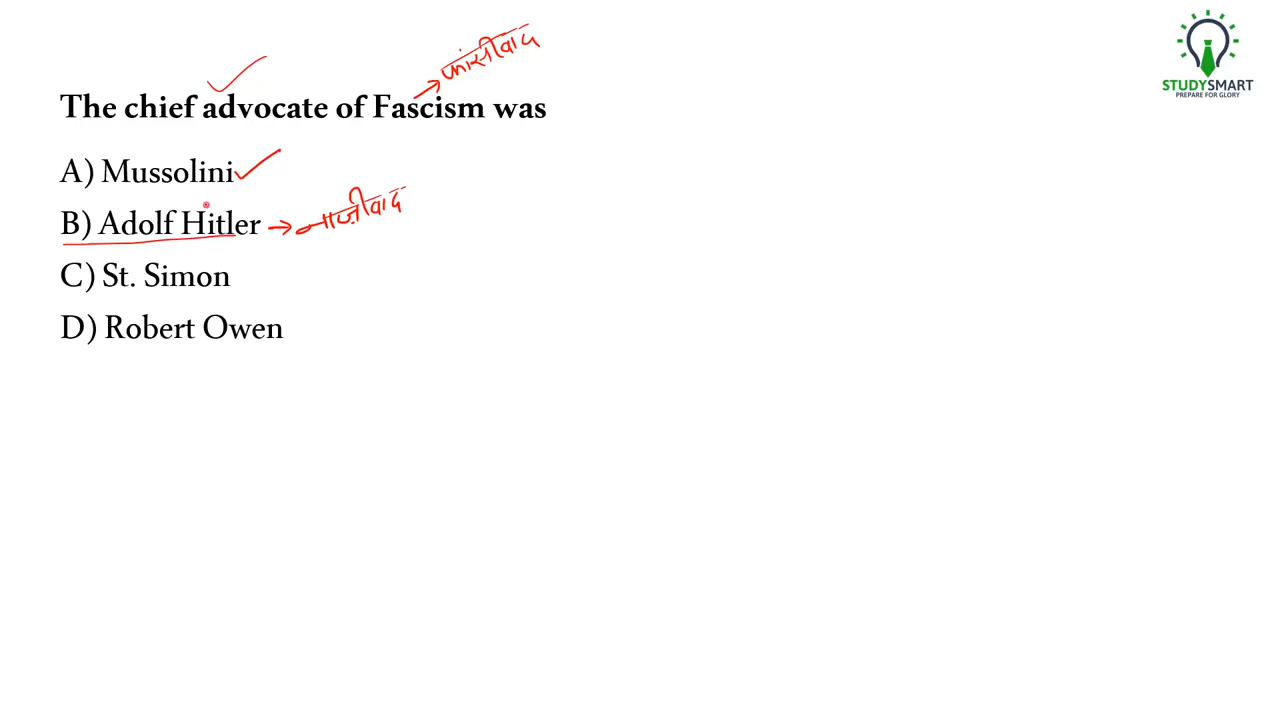 फांसीवाद
The chief advocate of Fascism was
A) Mussolini
B) Adolf Hitler → नाज़ीवाद
C) St. Simon
D) Robert Owen
STUDYSMART
PREPARE FOR GLORY